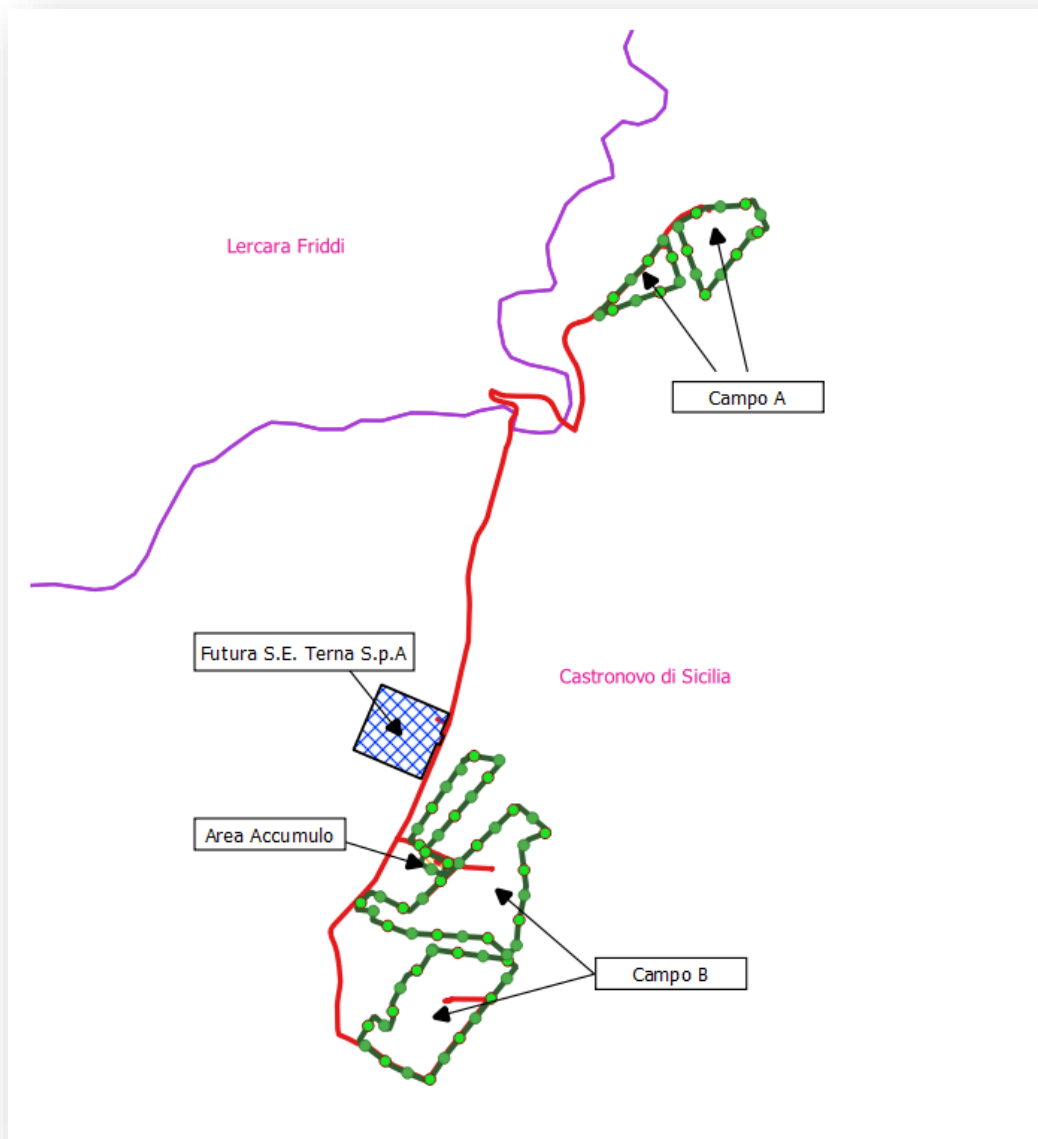 Lercara Friddi
Campo A
Futura S.E. Terna S.p.A
Castronovo di Sicilia
Area Accumulo
Campo B